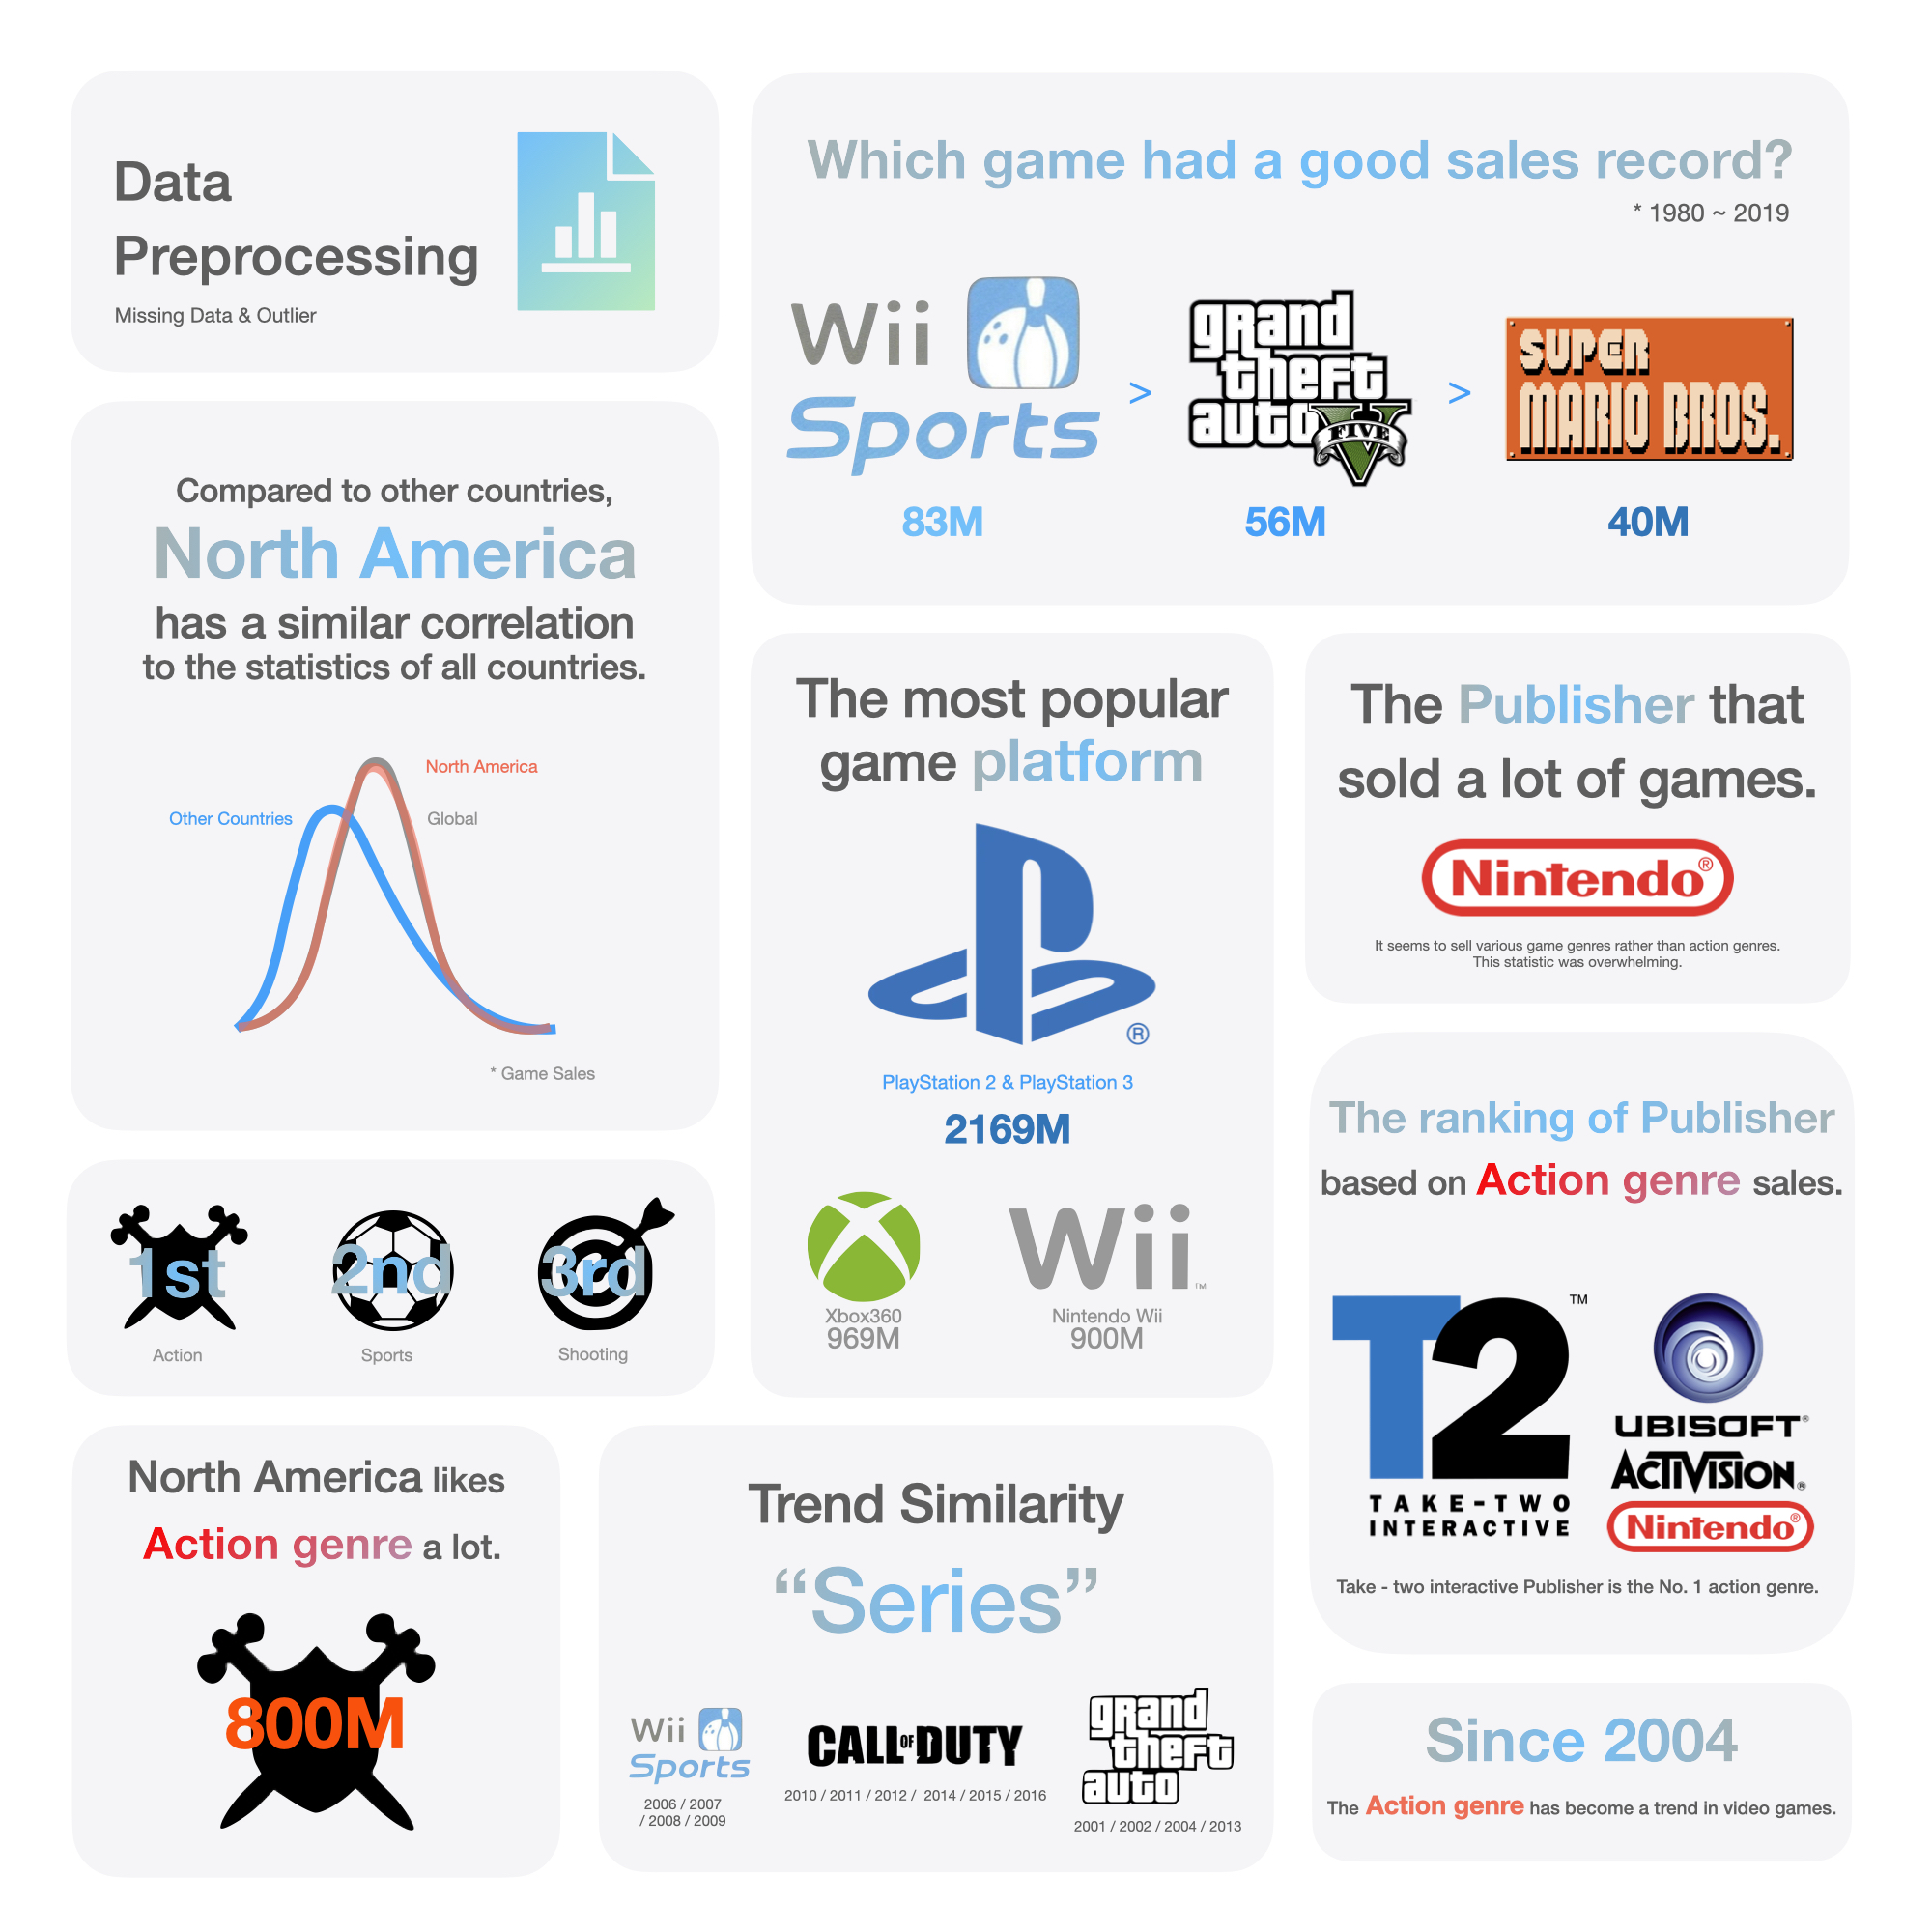 Data
Preprocessing
Missing Data & Outlier
Which game had a good sales record?
* 1980 ~ 2019
Wii
Sports
83M
>
grand
theft
auto
FIVE
56M
>
SUPER
MARIO BROS.
40M
Compared to other countries,
North America
has a similar correlation
to the statistics of all countries.
North America
Other Countries
Global
* Game Sales
The most popular
game platform
®
PlayStation 2 & PlayStation 3
2169M
Xbox360
969M
Wii™
Nintendo Wii
900M
The Publisher that
sold a lot of games.
Nintendo®
It seems to sell various game genres rather than action genres.
This statistic was overwhelming.
The ranking of Publisher
based on Action genre sales.
T2™
TAKE-TWO
INTERACTIVE
UBISOFT®
ACTIVISION®
Nintendo®
Take - two interactive Publisher is the No. 1 action genre.
1st
Action
2nd
Sports
3rd
Shooting
North America likes
Action genre a lot.
800M
Trend Similarity
“Series”
Wii
Sports
2006 / 2007
/ 2008 / 2009
CALL OF DUTY
2010 / 2011 / 2012 / 2014 / 2015 / 2016
grand
theft
auto
2001 / 2002 / 2004 / 2013
Since 2004
The Action genre has become a trend in video games.